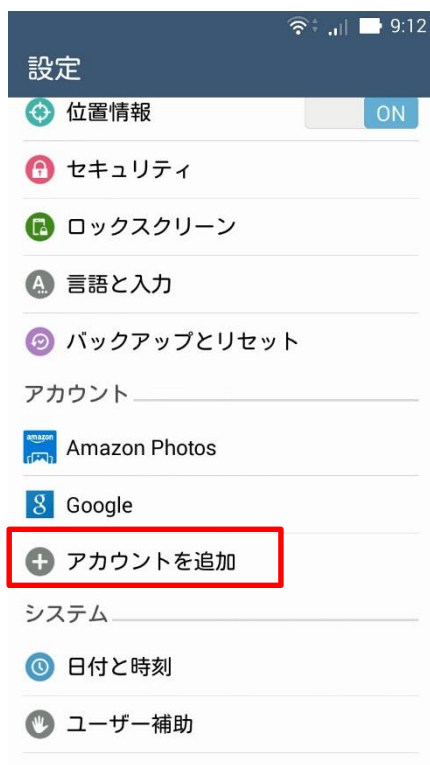 9:12
設定
位置情報
ON
セキュリティ
ロックスクリーン
言語と入力
バックアップとリセット
アカウント
amazon
Amazon Photos
8
Google
アカウントを追加
システム
日付と時刻
ユーザー補助